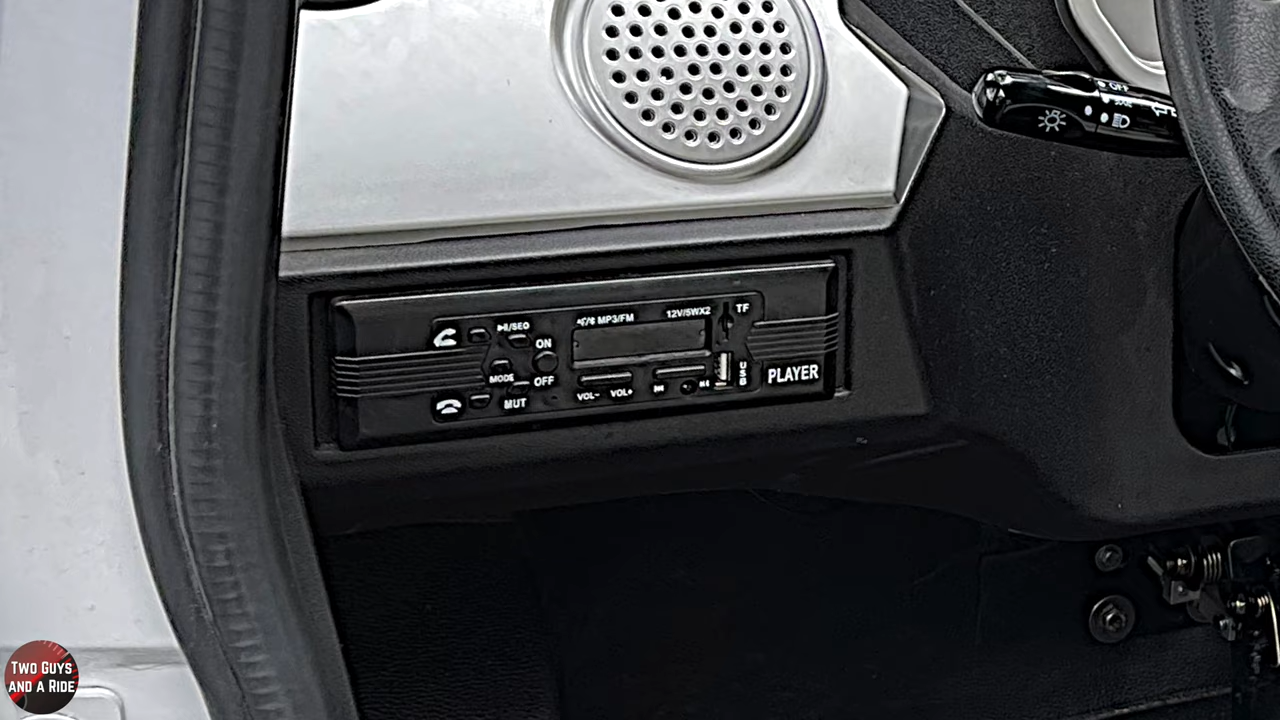 OFF
MP3/FM
12V/5WX2
TF
▶II/SEO
ON
MODE
OFF
MUT
VOL-
VOL+
USB
PLAYER
TWO GUYS
AND A RIDE